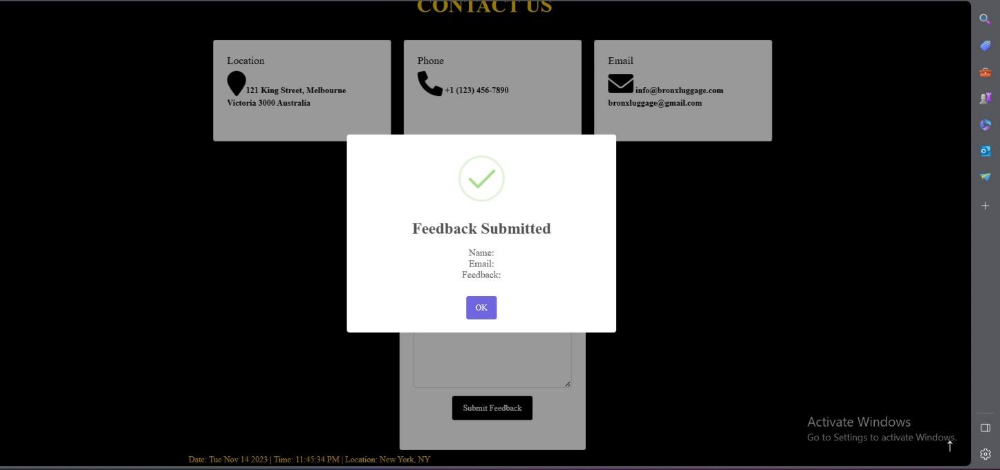 CONTACT US
Location
121 King Street, Melbourne
Victoria 3000 Australia
Phone
+1 (123) 456-7890
Email
info@bronxluggage.com
bronxluggage@gmail.com
Feedback Submitted
Name:
Email:
Feedback:
OK
Submit Feedback
Activate Windows
Go to Settings to activate Windows.
Date: Tue Nov 14 2023 | Time: 11:45:34 PM | Location: New York, NY